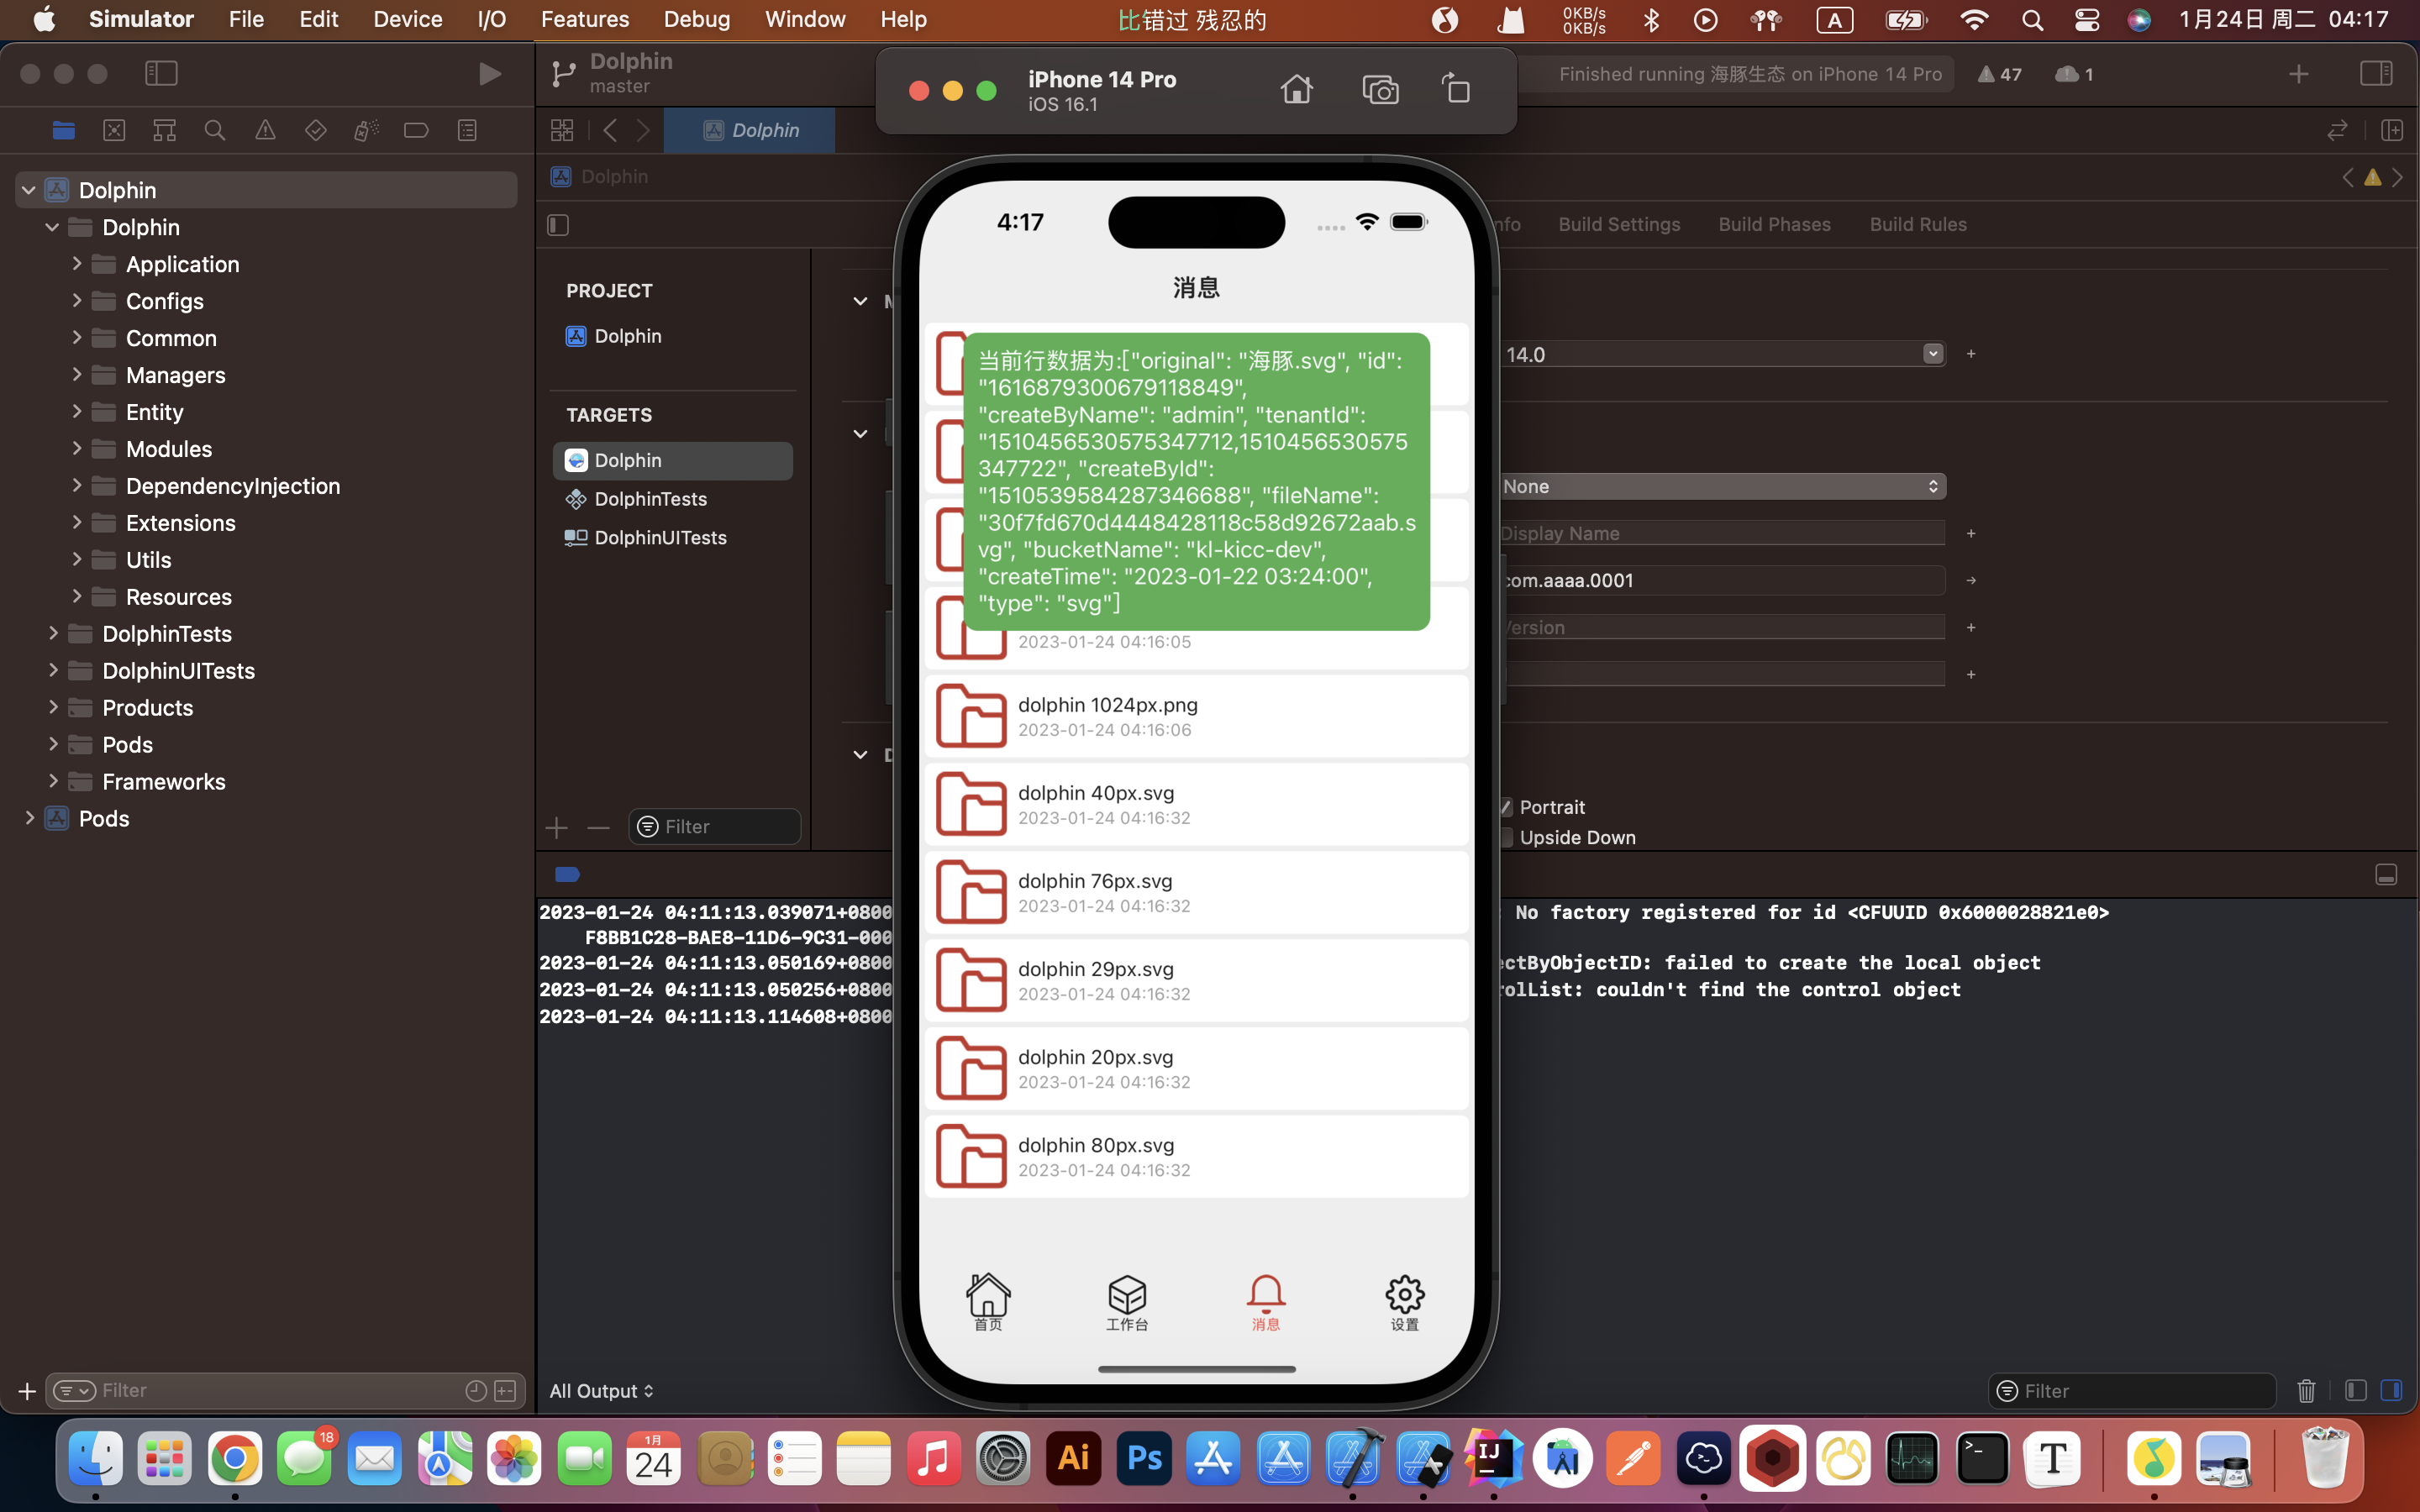 Simulator File Edit Device I/O Features Debug Window Help 比错过 残忍的 0KB/s A 1月24日 周二 04:17
0KB/s
Dolphin
master
iPhone 14 Pro
iOS 16.1
Finished running 海豚生态 on iPhone 14 Pro 47 1
Dolphin
Dolphin
nfo Build Settings Build Phases Build Rules
Dolphin
Dolphin
Application
Configs
Common
Managers
Entity
Modules
DependencyInjection
Extensions
Utils
Resources
DolphinTests
DolphinUITests
Products
Pods
Frameworks
Pods
Filter
PROJECT
Dolphin
TARGETS
Dolphin
DolphinTests
DolphinUITests
Filter
14.0
None
Display Name
com.aaaa.0001
Version
Portrait
Upside Down
4:17
消息
当前行数据为:["original": "海豚.svg", "id":
"1616879300679118849",
"createByName": "admin", "tenantId":
"1510456530575347712,1510456530575
347722", "createById":
"1510539584287346688", "fileName":
"30f7fd670d4448428118c58d92672aab.s
vg", "bucketName": "kl-kicc-dev",
"createTime": "2023-01-22 03:24:00",
"type": "svg"]
2023-01-24 04:16:05
dolphin 1024px.png
2023-01-24 04:16:06
dolphin 40px.svg
2023-01-24 04:16:32
dolphin 76px.svg
2023-01-24 04:16:32
dolphin 29px.svg
2023-01-24 04:16:32
dolphin 20px.svg
2023-01-24 04:16:32
dolphin 80px.svg
2023-01-24 04:16:32
首页 工作台 消息 设置
2023-01-24 04:11:13.039071+0800 : No factory registered for id <CFUUID 0x6000028821e0>
F8BB1C28-BAE8-11D6-9C31-000
2023-01-24 04:11:13.050169+0800 ectByObjectID: failed to create the local object
2023-01-24 04:11:13.050256+0800 rolList: couldn't find the control object
2023-01-24 04:11:13.114608+0800
All Output
Filter
18
1月
24
Ai
Ps
IJ
T